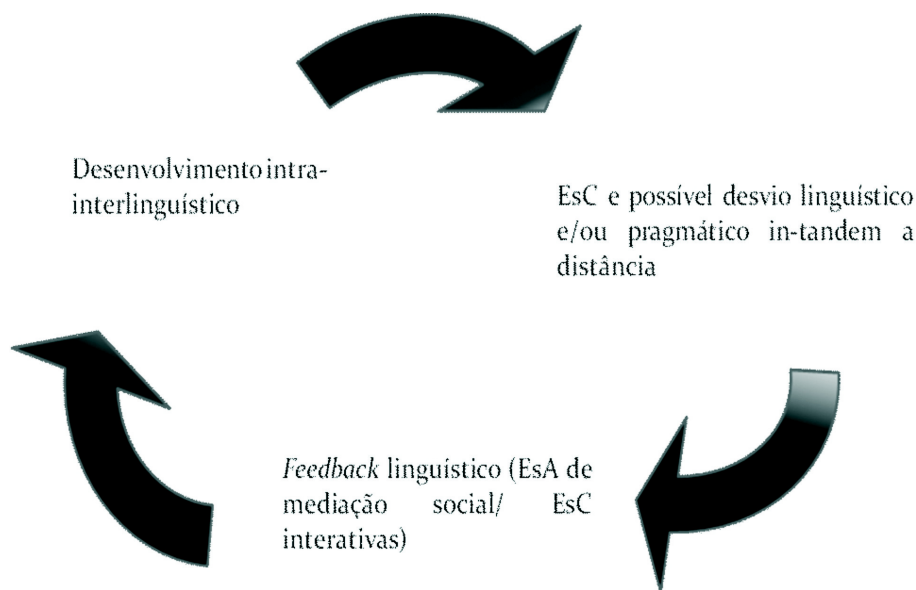 Desenvolvimento intra-
interlinguístico
EsC e possível desvio linguístico
e/ou pragmático in-tandem a
distância
Feedback linguístico (EsA de
mediação social/ EsC
interativas)